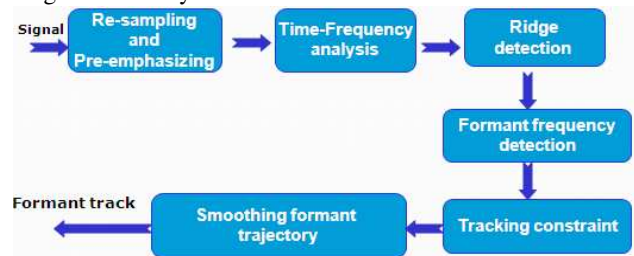 Signal
Re-sampling
and
Pre-emphasizing
Time-Frequency
analysis
Ridge
detection
Formant frequency
detection
Tracking constraint
Smoothing formant
trajectory
Formant track